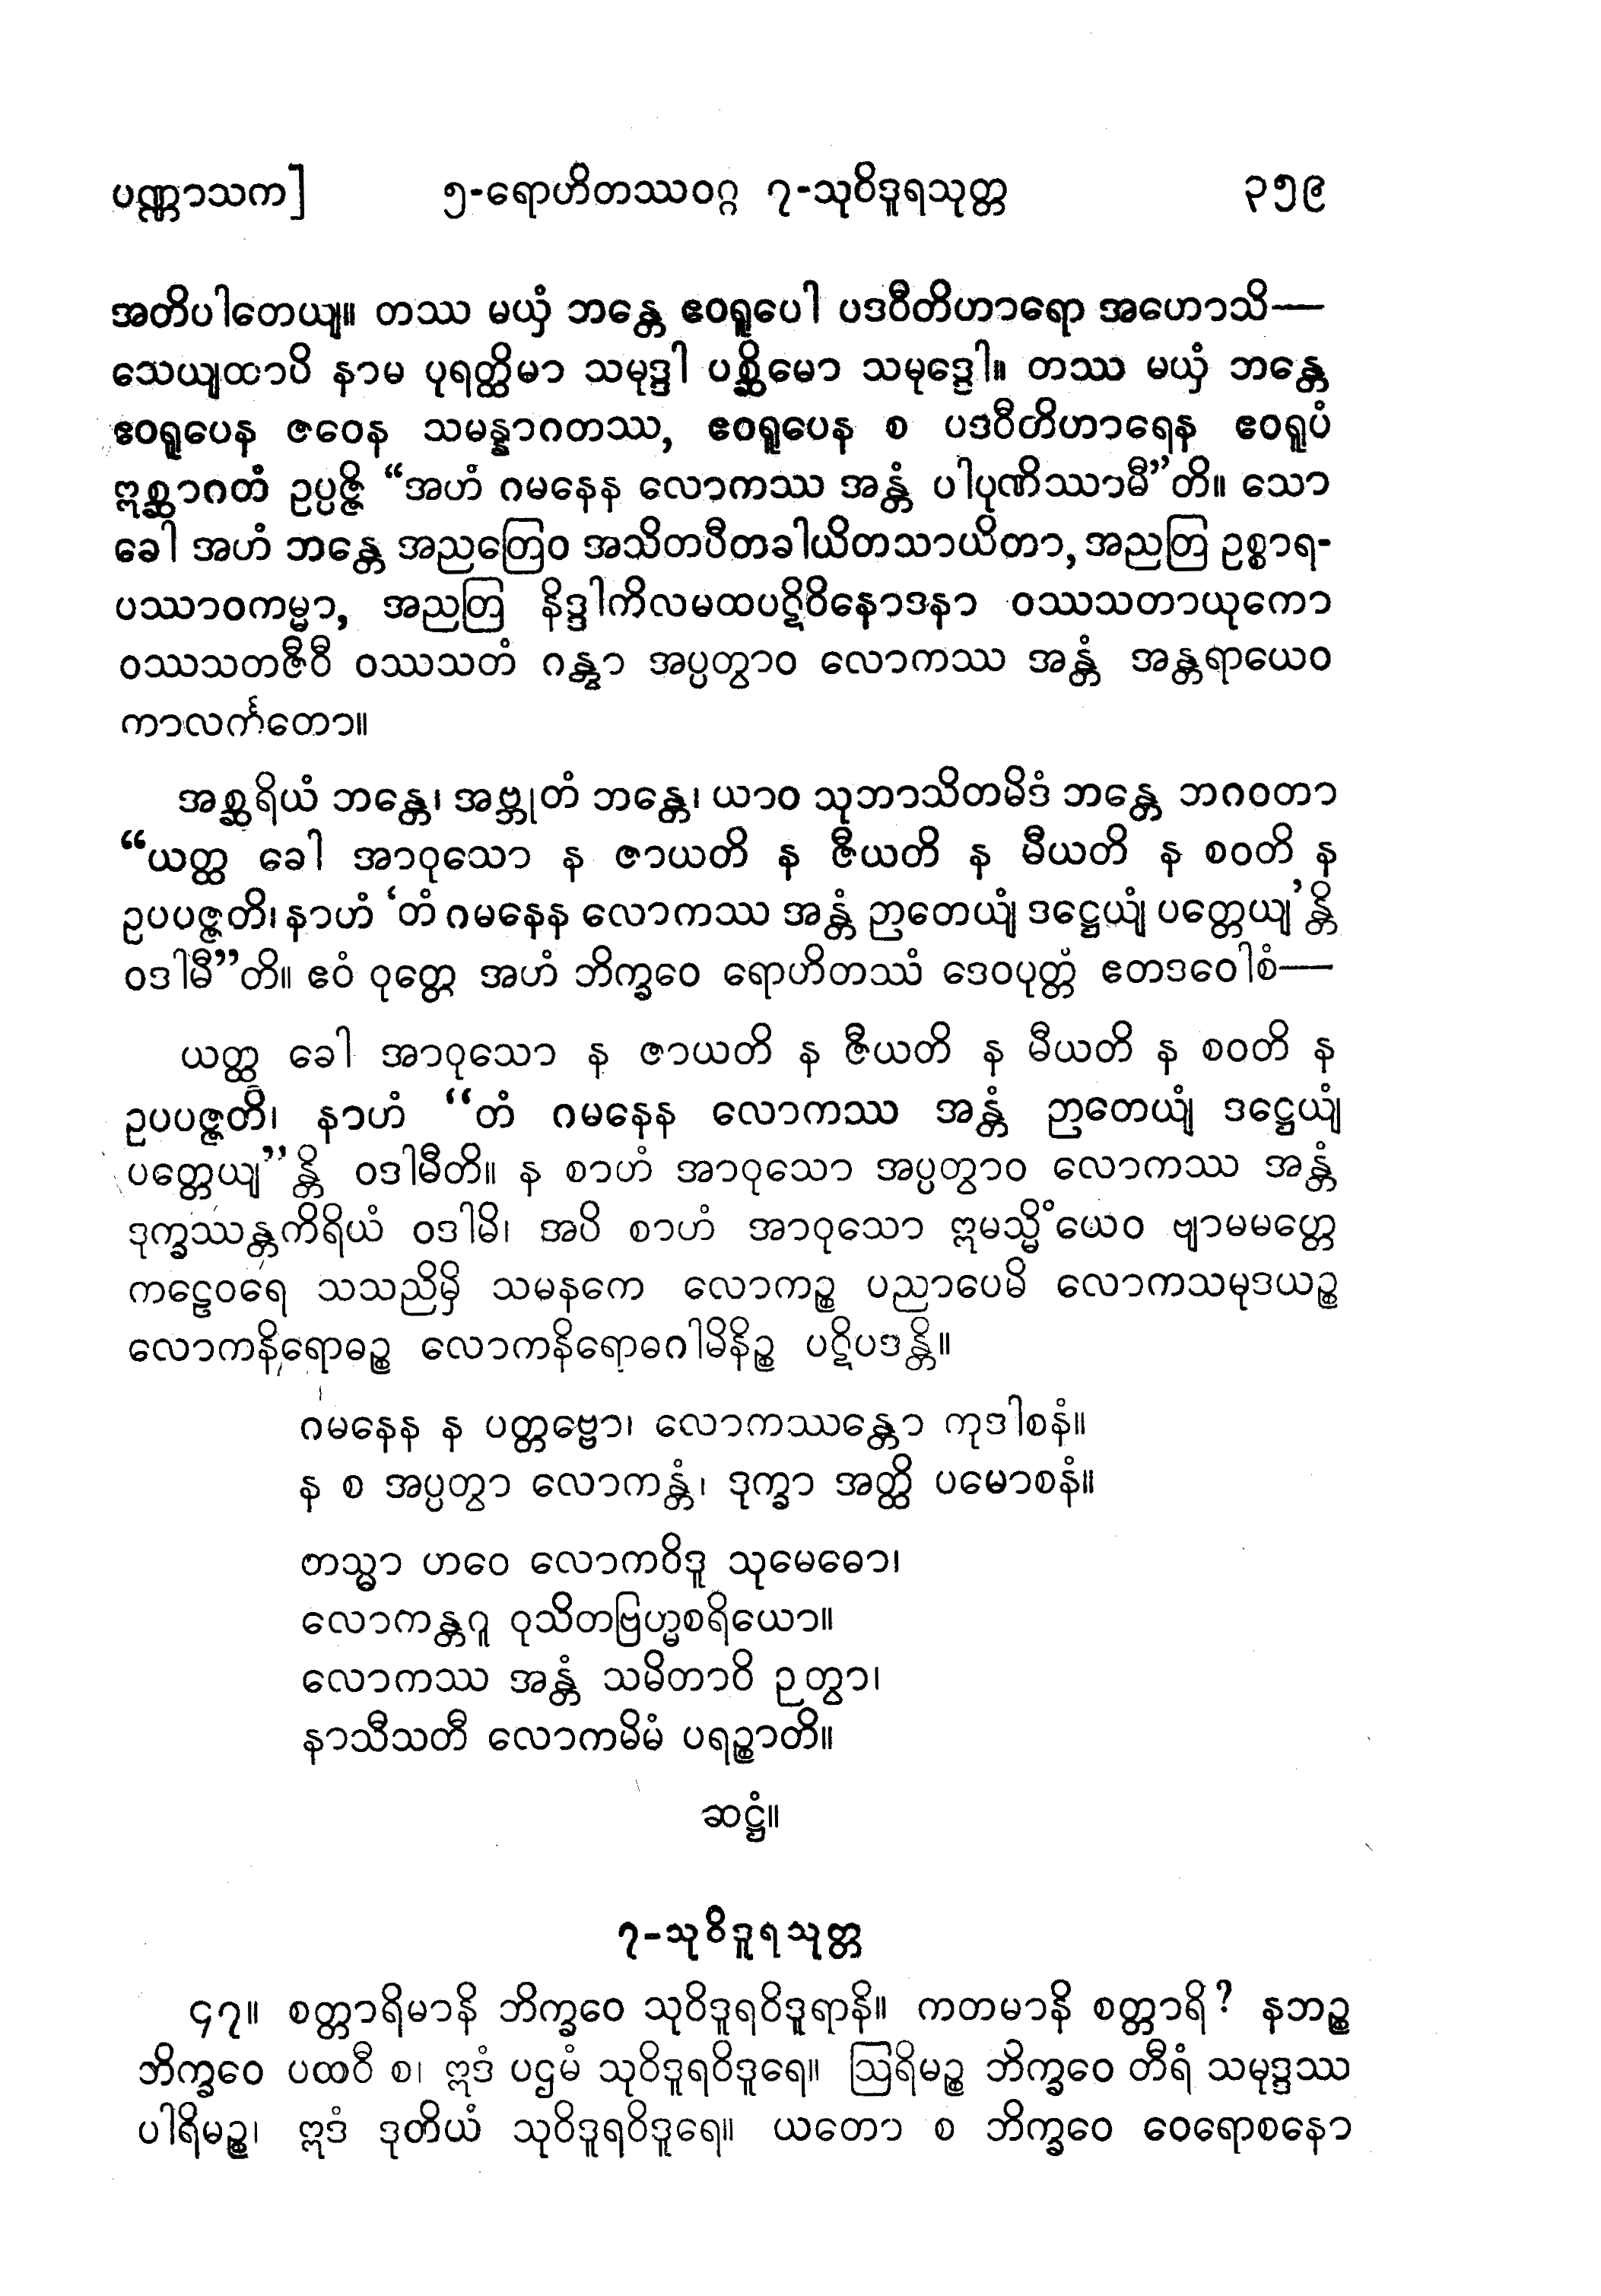 ပဏ္ဏာသက] ၅-ရောဟိတဿဝဂ္ဂ ၇-သုဝိဒူရသုတ္တ ၃၅၉
အတိပါတေယျ။ တဿ မယှံ ဘန္တေ ဧဝရူပေါ ပဒဝီတိဟာရော အဟောသိ—
သေယျထာပိ နာမ ပုရတ္ထိမာ သမုဒ္ဒါ ပစ္ဆိမော သမုဒ္ဒေါ။ တဿ မယှံ ဘန္တေ
ဧဝရူပေန ဇဝေန သမန္နာဂတဿ, ဧဝရူပေန စ ပဒဝီတိဟာရေန ဧဝရူပံ
ဣစ္ဆာဂတံ ဥပ္ပဇ္ဇိ “အဟံ ဂမနေန လောကဿ အန္တံ ပါပုဏိဿာမီ”တိ။ သော
ခေါ အဟံ ဘန္တေ အညတြေဝ အသိတပီတခါယိတသာယိတာ, အညတြ ဥစ္စာရ-
ပဿာဝကမ္မာ, အညတြ နိဒ္ဒါကိလမထပဋိဝိနောဒနာ ဝဿသတာယုကော
ဝဿသတဇီဝီ ဝဿသတံ ဂန္တွာ အပ္ပတွာဝ လောကဿ အန္တံ အန္တရာယေဝ
ကာလင်္ကတော။
အစ္ဆရိယံ ဘန္တေ၊ အဗ္ဘုတံ ဘန္တေ၊ ယာဝ သုဘာသိတမိဒံ ဘန္တေ ဘဂဝတာ
“ယတ္ထ ခေါ အာဝုသော န ဇာယတိ န ဇီယတိ န မီယတိ န စဝတိ န
ဥပပဇ္ဇတိ၊ နာဟံ ‘တံ ဂမနေန လောကဿ အန္တံ ဉာတေယျံ ဒဋ္ဌေယျံ ပတ္တေယျ’န္တိ
ဝဒါမီ”တိ။ ဧဝံ ဝုတ္တေ အဟံ ဘိက္ခဝေ ရောဟိတဿံ ဒေဝပုတ္တံ ဧတဒဝေါစံ—
ယတ္ထ ခေါ အာဝုသော န ဇာယတိ န ဇီယတိ န မီယတိ န စဝတိ န
ဥပပဇ္ဇတိ၊ နာဟံ “တံ ဂမနေန လောကဿ အန္တံ ဉာတေယျံ ဒဋ္ဌေယျံ
ပတ္တေယျ”န္တိ ဝဒါမီတိ။ န စာဟံ အာဝုသော အပ္ပတွာဝ လောကဿ အန္တံ
ဒုက္ခဿန္တကိရိယံ ဝဒါမိ၊ အပိ စာဟံ အာဝုသော ဣမသ္မိံယေဝ ဗျာမမတ္တေ
ကဠေဝရေ သသညိမှိ သမနကေ လောကဉ္စ ပညာပေမိ လောကသမုဒယဉ္စ
လောကနိရောဓဉ္စ လောကနိရောဓဂါမိနိဉ္စ ပဋိပဒန္တိ။
ဂမနေန န ပတ္တဗ္ဗော၊ လောကဿန္တော ကုဒါစနံ။
န စ အပ္ပတွာ လောကန္တံ၊ ဒုက္ခာ အတ္ထိ ပမောစနံ။
တသ္မာ ဟဝေ လောကဝိဒူ သုမေဓော၊
လောကန္တဂူ ဝုသိတဗြဟ္မစရိယော။
လောကဿ အန္တံ သမိတာဝိ ဉတွာ၊
နာသီသတီ လောကမိမံ ပရဉ္စာတိ။
ဆဋ္ဌံ။
၇-သုဝိဒူရသုတ္တ
၄၇။ စတ္တာရိမာနိ ဘိက္ခဝေ သုဝိဒူရဝိဒူရာနိ။ ကတမာနိ စတ္တာရိ? နဘဉ္စ
ဘိက္ခဝေ ပထဝီ စ၊ ဣဒံ ပဌမံ သုဝိဒူရဝိဒူရေ။ ဩရိမဉ္စ ဘိက္ခဝေ တီရံ သမုဒ္ဒဿ
ပါရိမဉ္စ၊ ဣဒံ ဒုတိယံ သုဝိဒူရဝိဒူရေ။ ယတော စ ဘိက္ခဝေ ဝေရောစနော